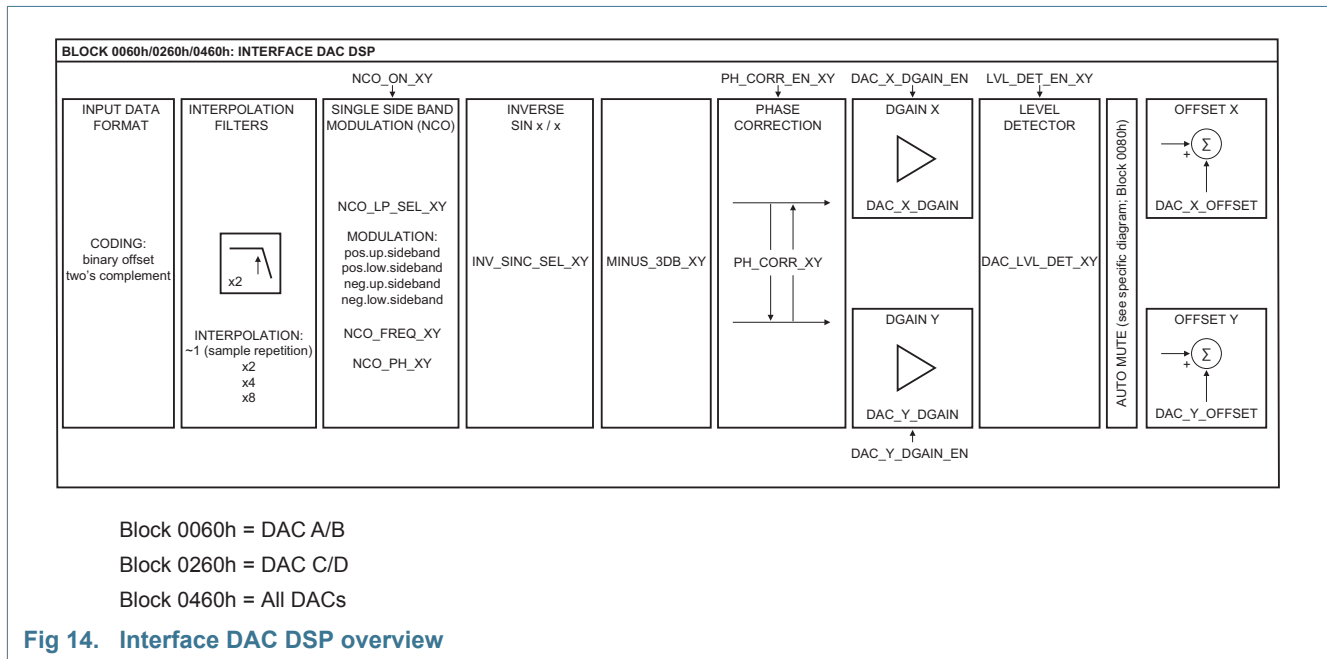 BLOCK 0060h/0260h/0460h: INTERFACE DAC DSP
NCO_ON_XY
PH_CORR_EN_XY
DAC_X_DGAIN_EN
LVL_DET_EN_XY
INPUT DATA
FORMAT
CODING:
binary offset
two's complement
INTERPOLATION
FILTERS
x2
INTERPOLATION:
~1 (sample repetition)
x2
x4
x8
SINGLE SIDE BAND
MODULATION (NCO)
NCO_LP_SEL_XY
MODULATION:
pos.up.sideband
pos.low.sideband
neg.up.sideband
neg.low.sideband
NCO_FREQ_XY
NCO_PH_XY
INVERSE
SIN x / x
INV_SINC_SEL_XY
MINUS_3DB_XY
PHASE
CORRECTION
PH_CORR_XY
DGAIN X
DAC_X_DGAIN
DGAIN Y
DAC_Y_DGAIN
DAC_Y_DGAIN_EN
LEVEL
DETECTOR
DAC_LVL_DET_XY
AUTO MUTE (see specific diagram; Block 0080h)
OFFSET X
Σ
+
DAC_X_OFFSET
OFFSET Y
Σ
+
DAC_Y_OFFSET
Block 0060h = DAC A/B
Block 0260h = DAC C/D
Block 0460h = All DACs
Fig 14. Interface DAC DSP overview